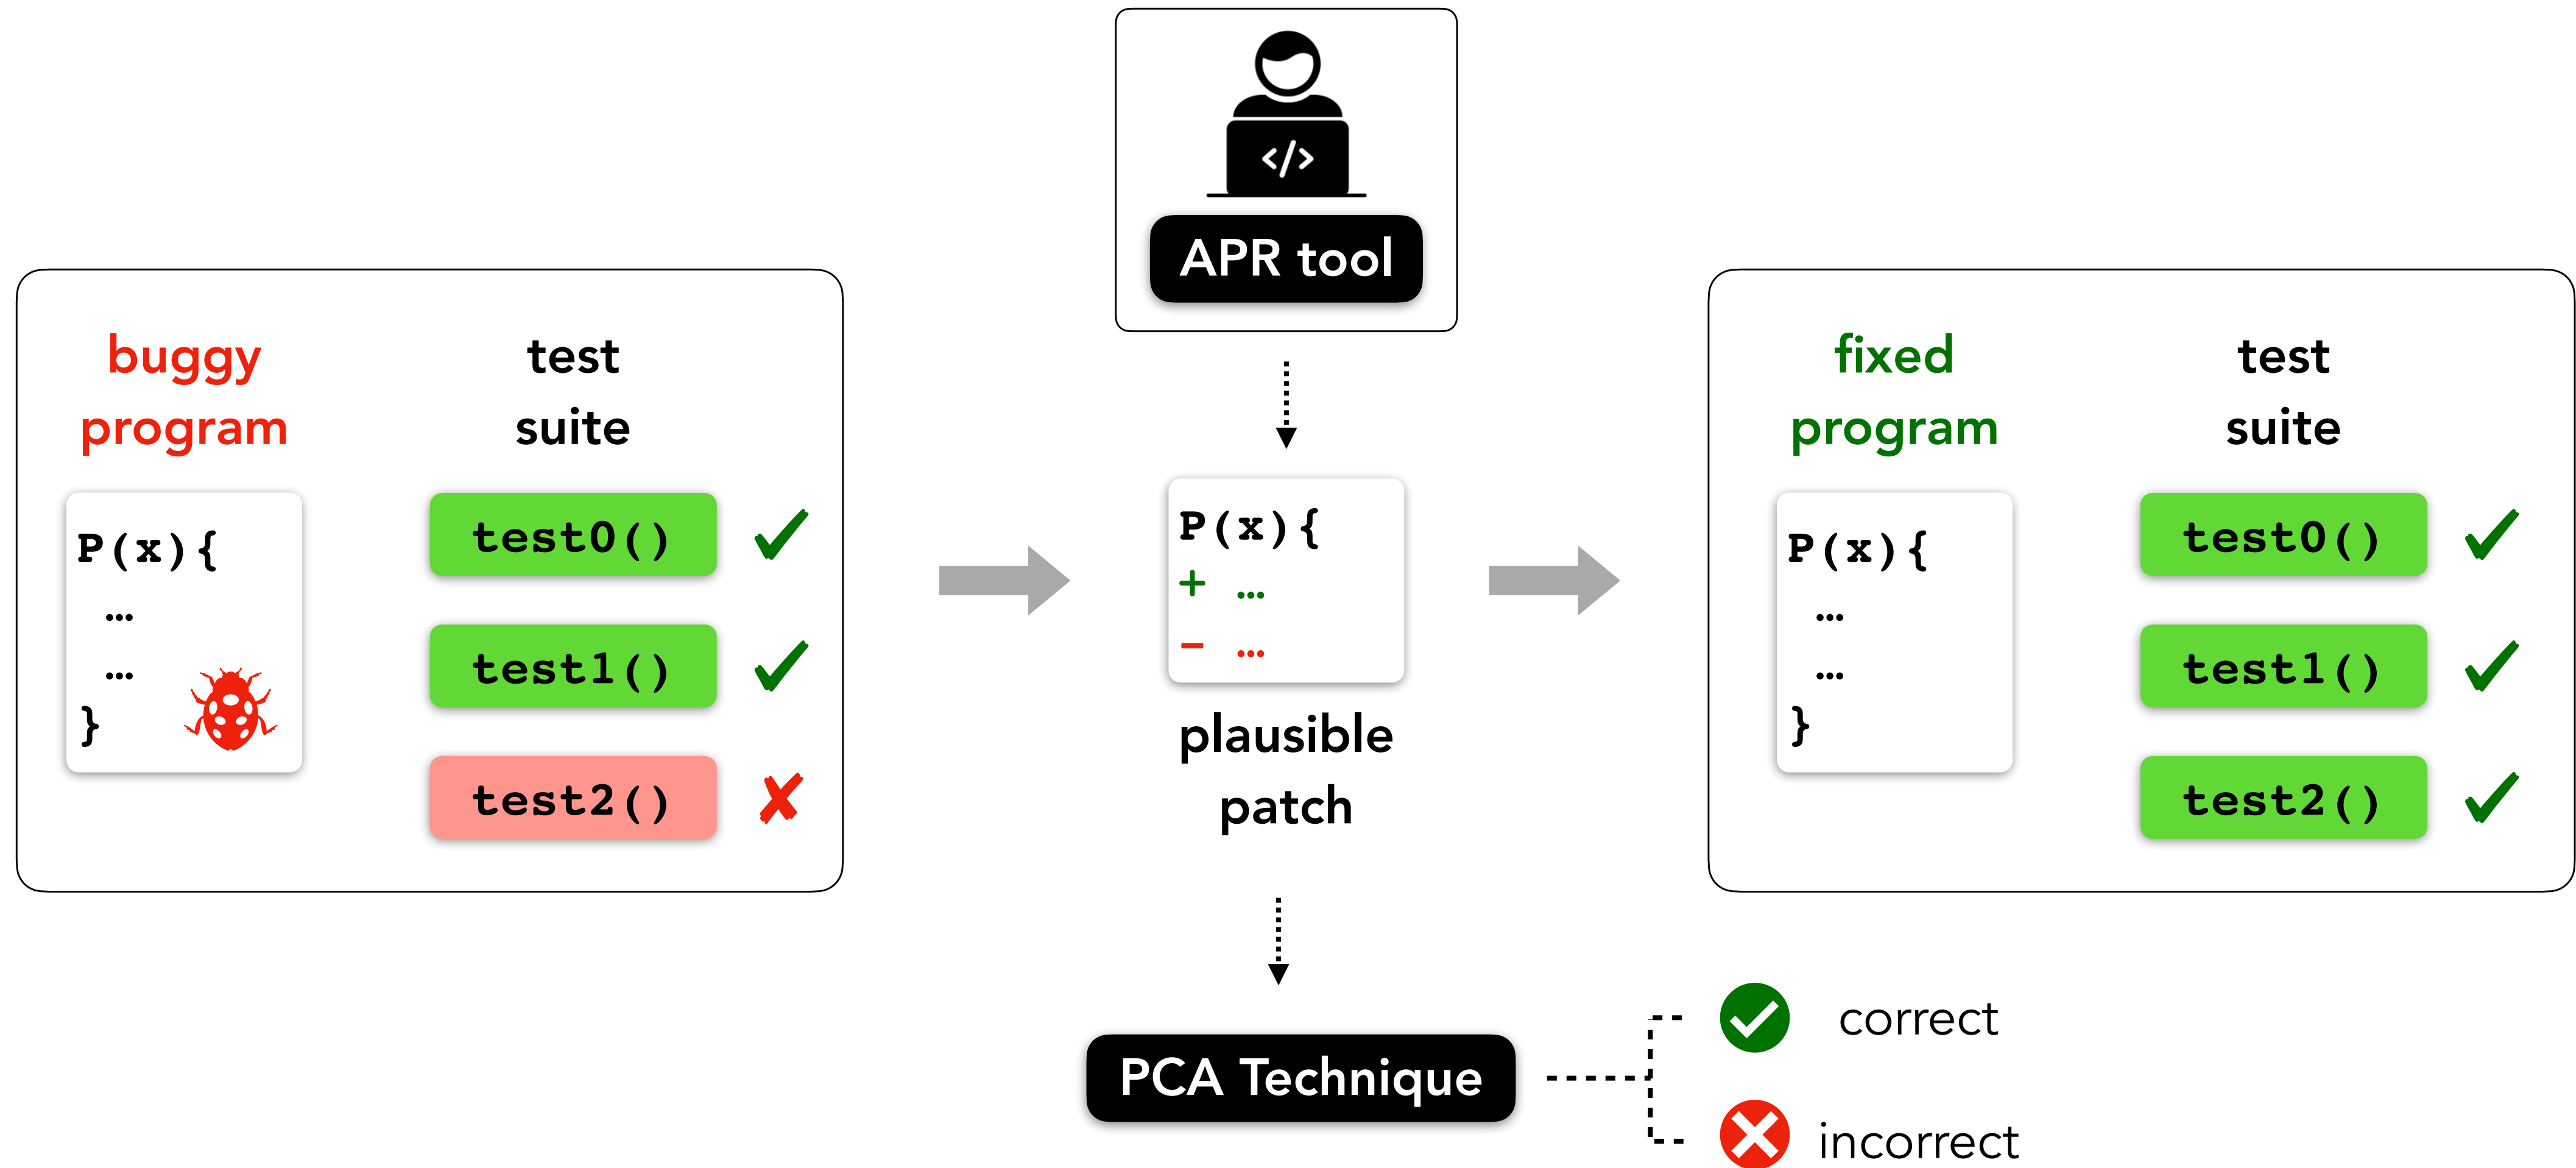 </>
APR tool
buggy
program
test
suite
P(x){
…
…
}
test0()
test1()
test2()
P(x){
+ …
- …
plausible
patch
fixed
program
test
suite
P(x){
…
…
}
test0()
test1()
test2()
PCA Technique
correct
incorrect